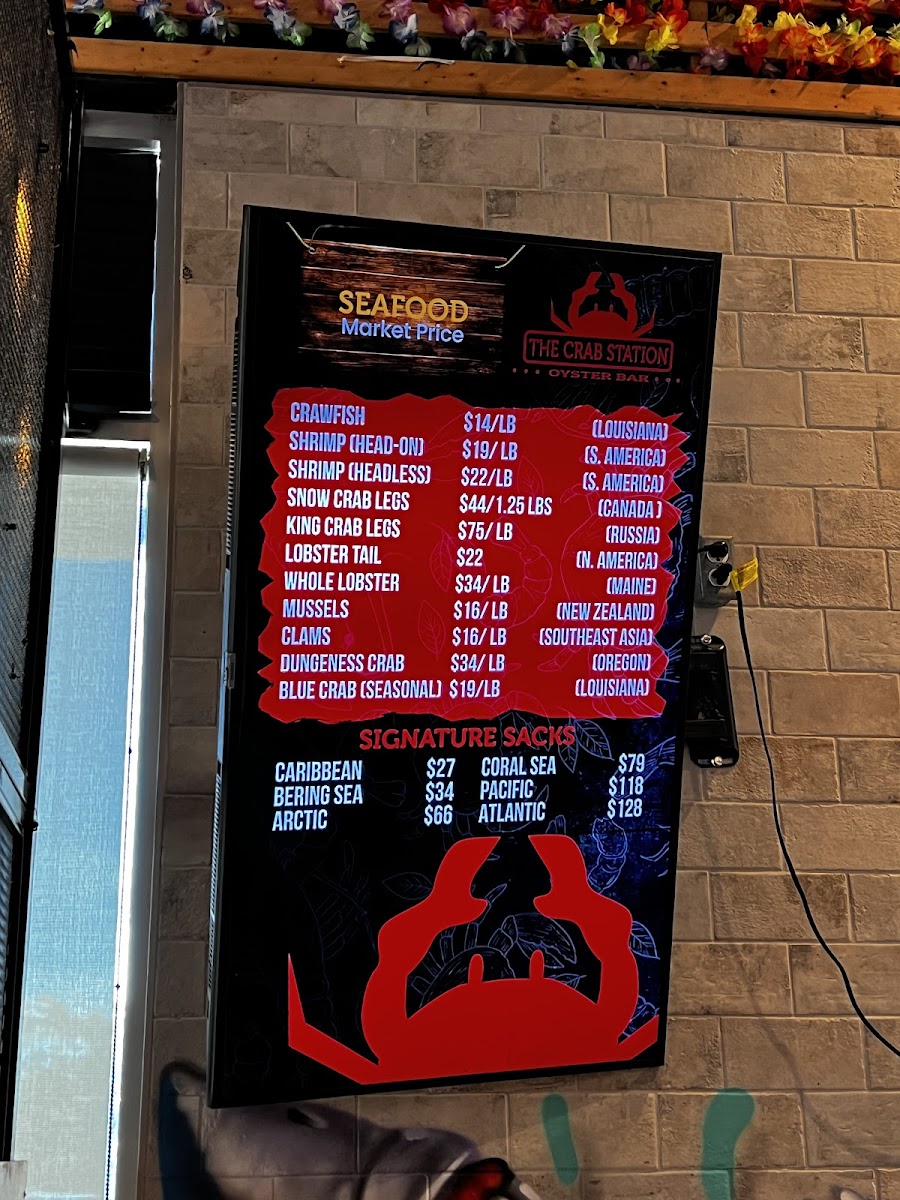 SEAFOOD
Market Price
THE CRAB STATION
OYSTER BAR
CRAWFISH $14/LB (LOUISIANA)
SHRIMP (HEAD-ON) $19/ LB (S. AMERICA)
SHRIMP (HEADLESS) $22/LB (S. AMERICA)
SNOW CRAB LEGS $44/1.25 LBS (CANADA )
KING CRAB LEGS $75/ LB (RUSSIA)
LOBSTER TAIL $22 (N. AMERICA)
WHOLE LOBSTER $34/ LB (MAINE)
MUSSELS $16/ LB (NEW ZEALAND)
CLAMS $16/ LB (SOUTHEAST ASIA)
DUNGENESS CRAB $34/ LB (OREGON)
BLUE CRAB (SEASONAL) $19/LB (LOUISIANA)
SIGNATURE SACKS
CARIBBEAN $27 CORAL SEA $79
BERING SEA $34 PACIFIC $118
ARCTIC $66 ATLANTIC $128